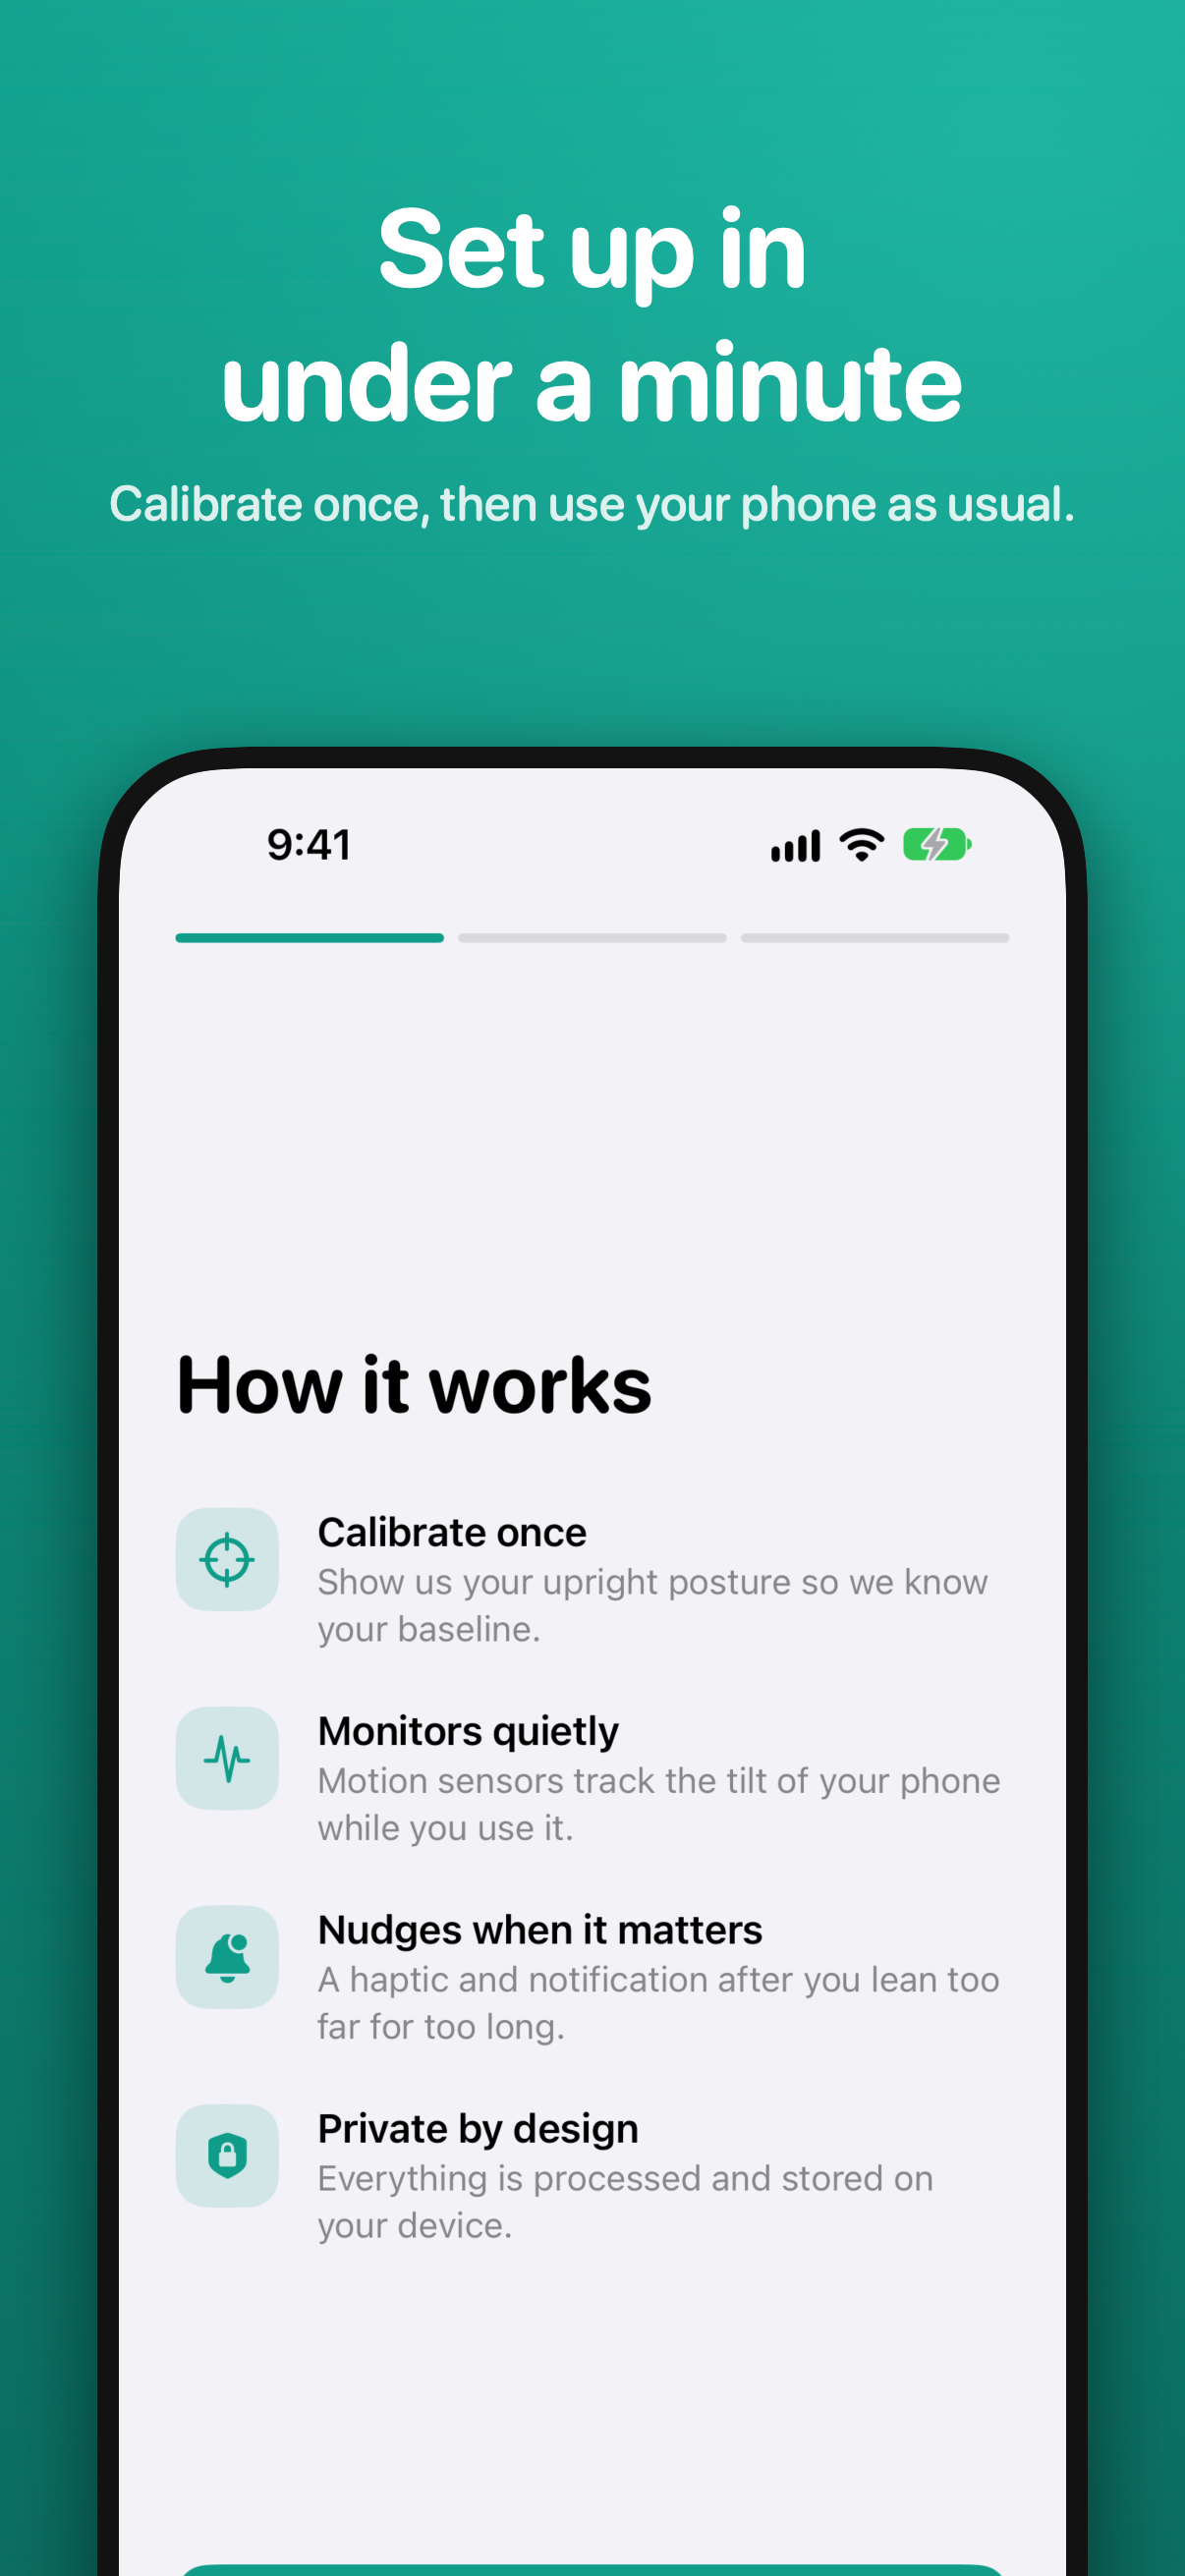 Set up in
under a minute
Calibrate once, then use your phone as usual.
9:41
How it works
Calibrate once
Show us your upright posture so we know
your baseline.
Monitors quietly
Motion sensors track the tilt of your phone
while you use it.
Nudges when it matters
A haptic and notification after you lean too
far for too long.
Private by design
Everything is processed and stored on
your device.